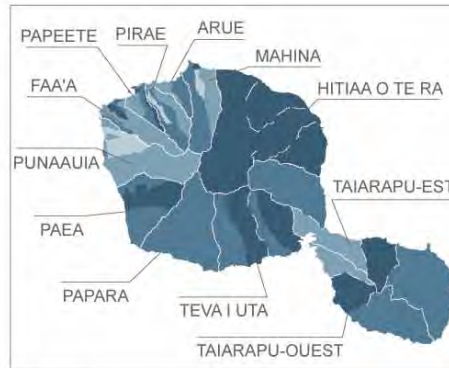 PAPEETE
PIRAE
ARUE
MAHINA
FAA'A
HITIAA O TE RA
PUNAAUIA
TAIARAPU-EST
PAEA
PAPARA
TEVA I UTA
TAIARAPU-OUEST